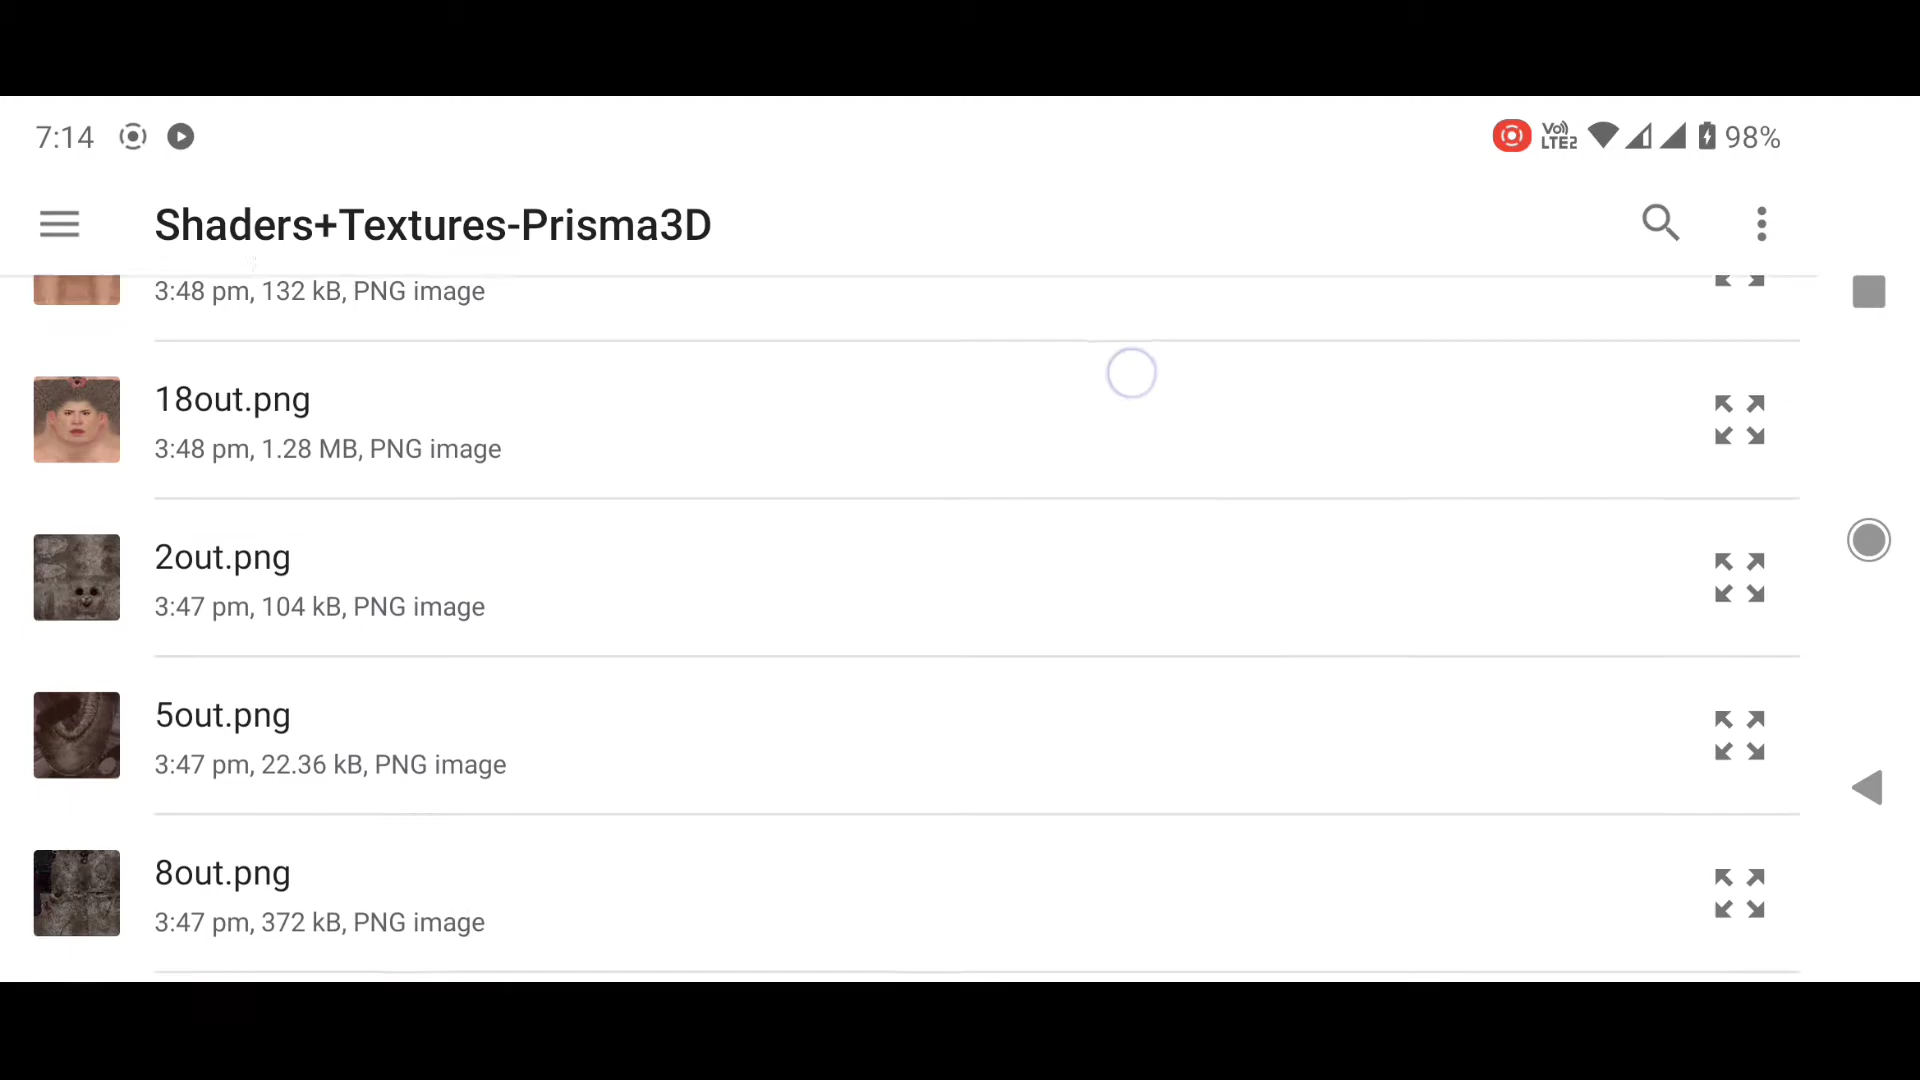 7:14
Vo))
LTE2
98%
Shaders+Textures-Prisma3D
3:48 pm, 132 kB, PNG image
18out.png
3:48 pm, 1.28 MB, PNG image
2out.png
3:47 pm, 104 kB, PNG image
5out.png
3:47 pm, 22.36 kB, PNG image
8out.png
3:47 pm, 372 kB, PNG image